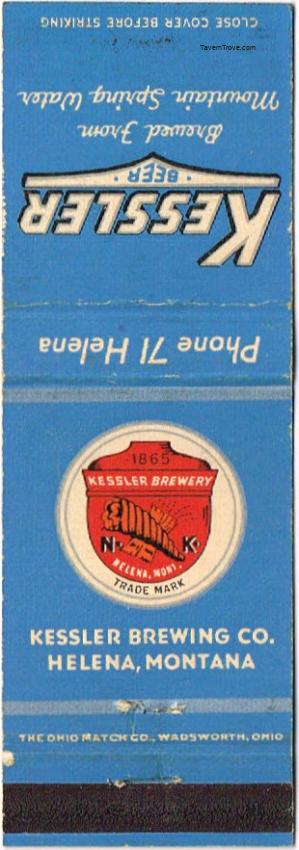 CLOSE COVER BEFORE STRIKING
TavernTrove.com
Brewed From
Mountain Spring Water
KESSLER
• BEER •
Phone 71 Helena
1865
KESSLER BREWERY
N. K.
HELENA, MONT.
TRADE MARK
KESSLER BREWING CO.
HELENA, MONTANA
THE OHIO MATCH CO., WADSWORTH, OHIO